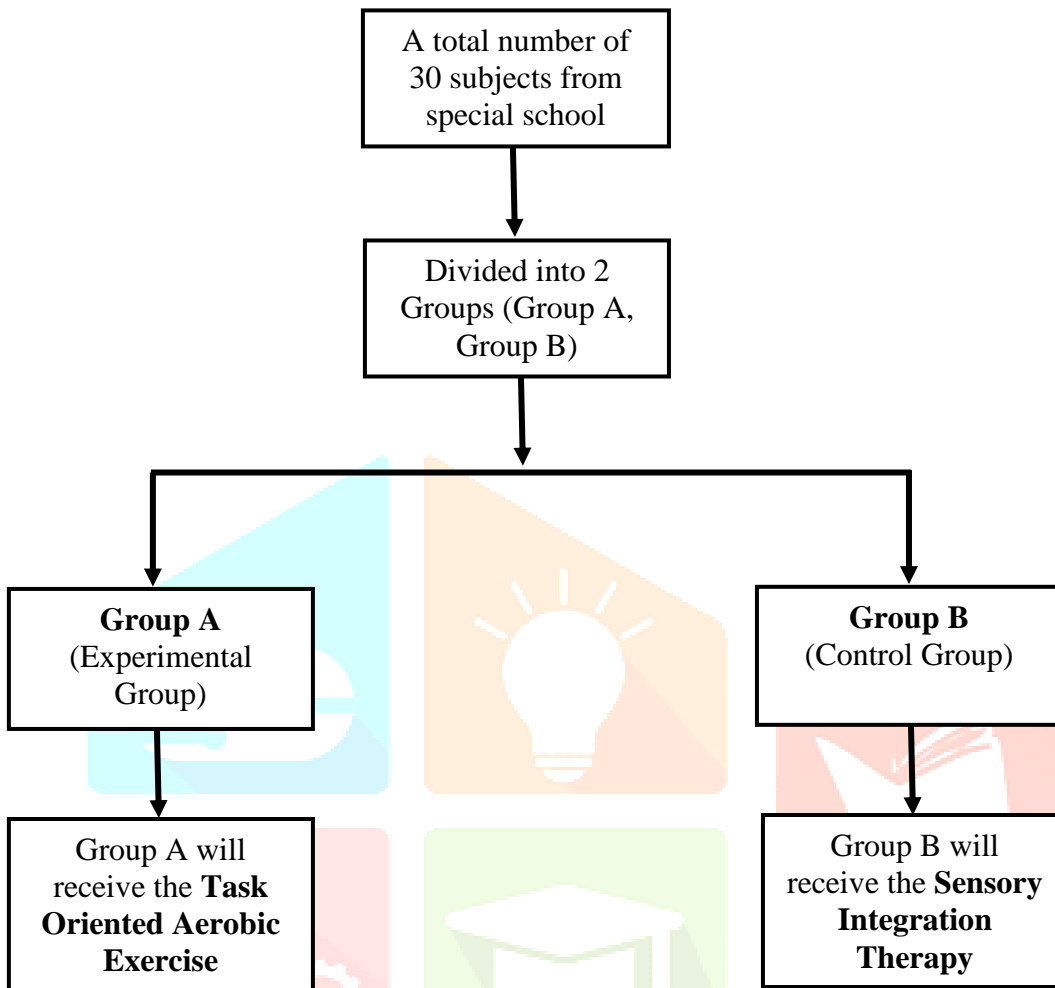 A total number of
30 subjects from
special school
Divided into 2
Groups (Group A,
Group B)
Group A
(Experimental
Group)
Group B
(Control Group)
Group A will
receive the Task
Oriented Aerobic
Exercise
Group B will
receive the Sensory
Integration
Therapy